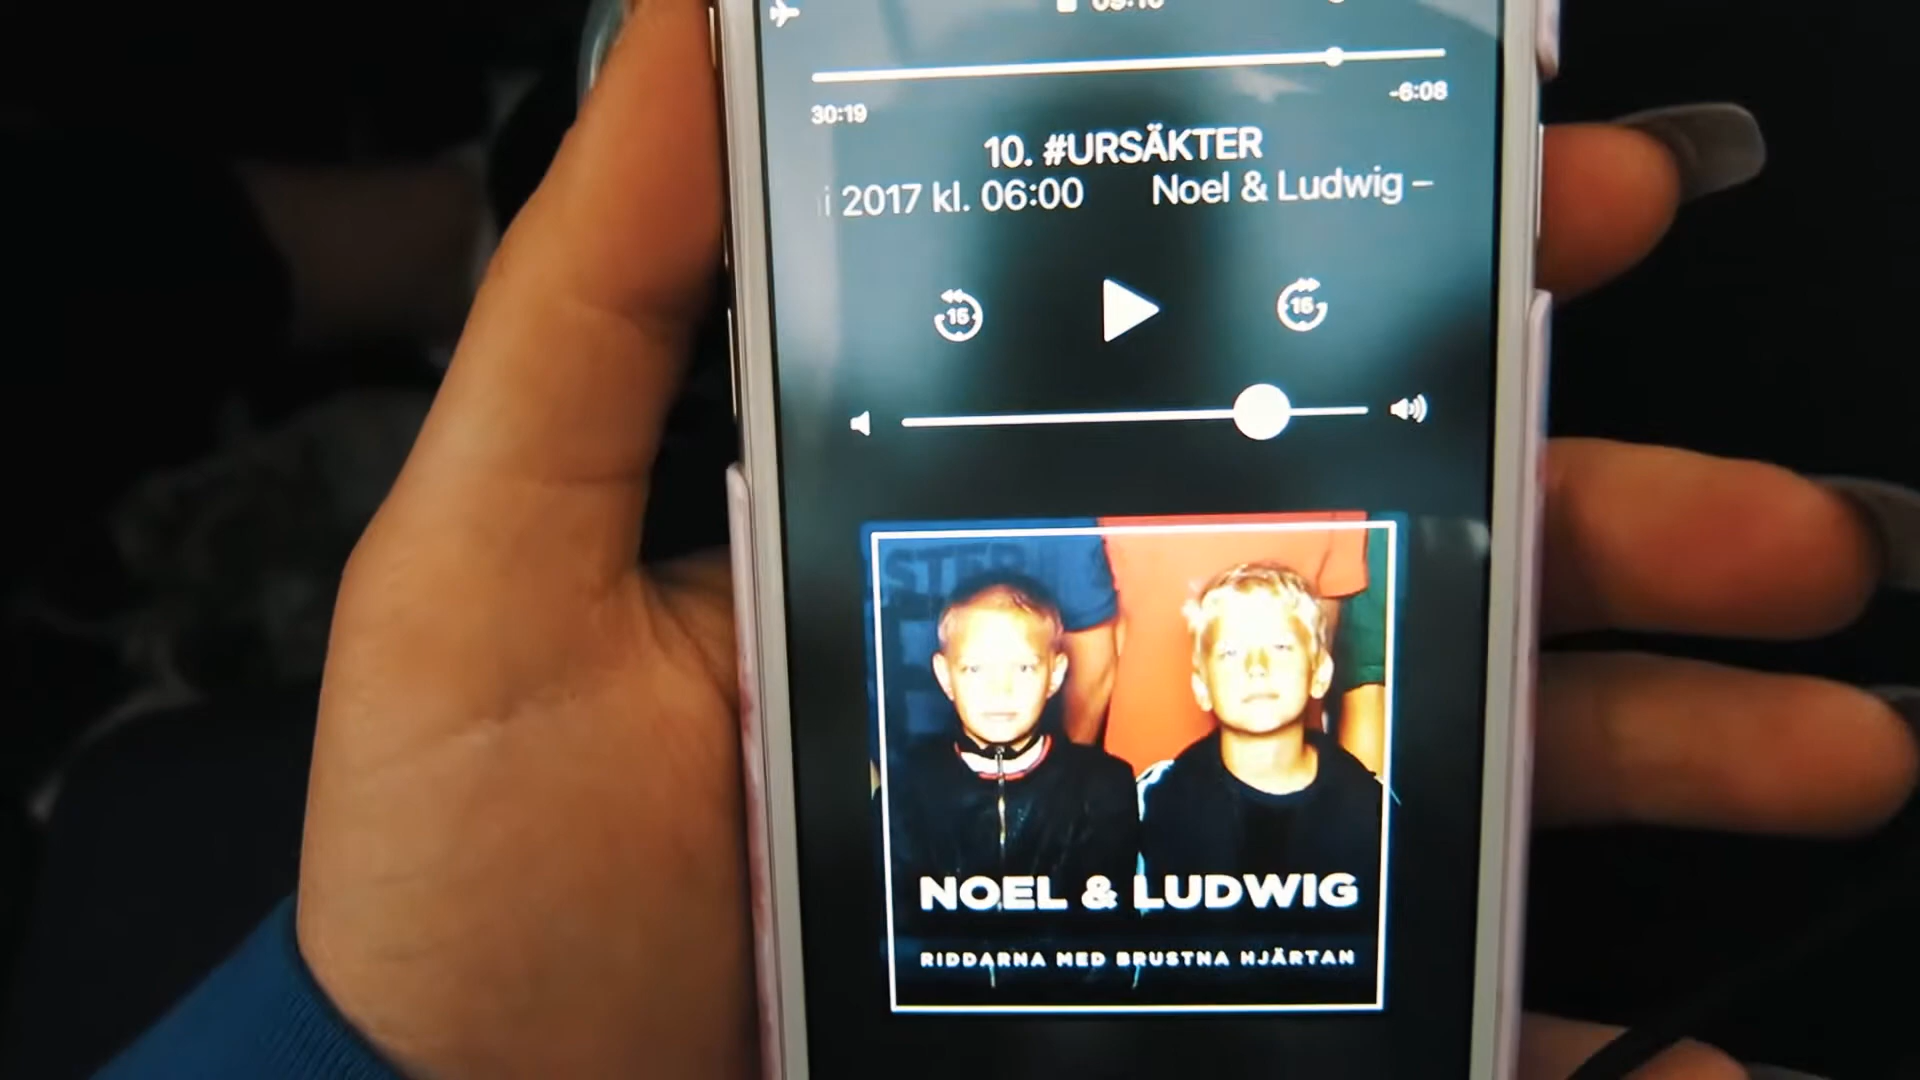 30:19
-6:08
10. #URSÄKTER
i 2017 kl. 06:00 Noel & Ludwig –
15
15
NOEL & LUDWIG
RIDDARNA MED BRUSTNA HJÄRTAN